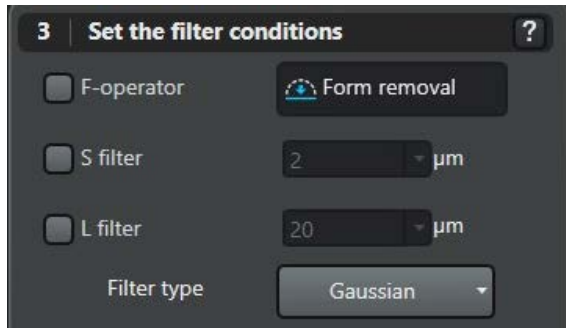 3 Set the filter conditions ?
F-operator Form removal
S filter 2 µm
L filter 20 µm
Filter type Gaussian